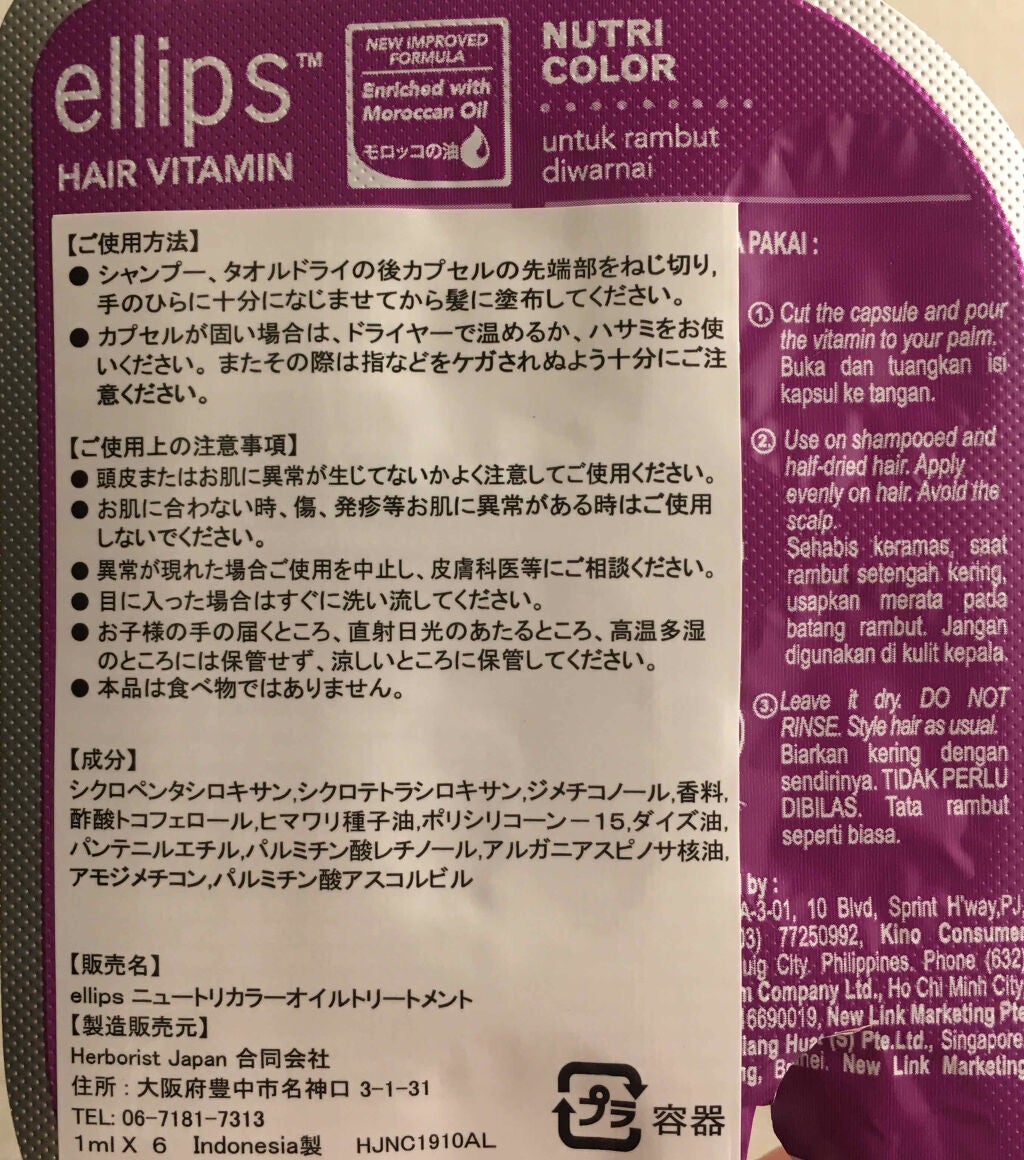 ellips™
HAIR VITAMIN
NEW IMPROVED
FORMULA
Enriched with
Moroccan Oil
モロッコの油
NUTRI
COLOR
untuk rambut
diwarnai
【ご使用方法】
● シャンプー、タオルドライの後カプセルの先端部をねじ切り,
手のひらに十分になじませてから髪に塗布してください。
● カプセルが固い場合は、ドライヤーで温めるか、ハサミをお使
いください。またその際は指などをケガされぬよう十分にご注
意ください。
【ご使用上の注意事項】
● 頭皮またはお肌に異常が生じてないかよく注意してご使用ください。
● お肌に合わない時、傷、発疹等お肌に異常がある時はご使用
しないでください。
● 異常が現れた場合ご使用を中止し、皮膚科医等にご相談ください。
● 目に入った場合はすぐに洗い流してください。
● お子様の手の届くところ、直射日光のあたるところ、高温多湿
のところには保管せず、涼しいところに保管してください。
● 本品は食べ物ではありません。
【成分】
シクロペンタシロキサン,シクロテトラシロキサン,ジメチコノール,香料,
酢酸トコフェロール,ヒマワリ種子油,ポリシリコーン－15,ダイズ油,
パンテニルエチル,パルミチン酸レチノール,アルガニアスピノサ核油,
アモジメチコン,パルミチン酸アスコルビル
【販売名】
ellips ニュートリカラーオイルトリートメント
【製造販売元】
Herborist Japan 合同会社
住所：大阪府豊中市名神口 3-1-31
TEL: 06-7181-7313
1ml X 6 Indonesia製 HJNC1910AL
プラ 容器
PAKAI :
1. Cut the capsule and pour
the vitamin to your palm.
Buka dan tuangkan isi
kapsul ke tangan.
2. Use on shampooed and
half-dried hair. Apply
evenly on hair. Avoid the
scalp.
Sehabis keramas, saat
rambut setengah kering,
usapkan merata pada
batang rambut. Jangan
digunakan di kulit kepala.
3. Leave it dry. DO NOT
RINSE. Style hair as usual.
Biarkan kering dengan
sendirinya. TIDAK PERLU
DIBILAS. Tata rambut
seperti biasa.
by :
A-3-01, 10 Blvd, Sprint H'way,PJ,
03) 77250992, Kino Consumer
City. Philippines. Phone (632)
Company Ltd., Ho Chi Minh City
6690019, New Link Marketing Pte
(S) Pte.Ltd., Singapore
New Link Marketing